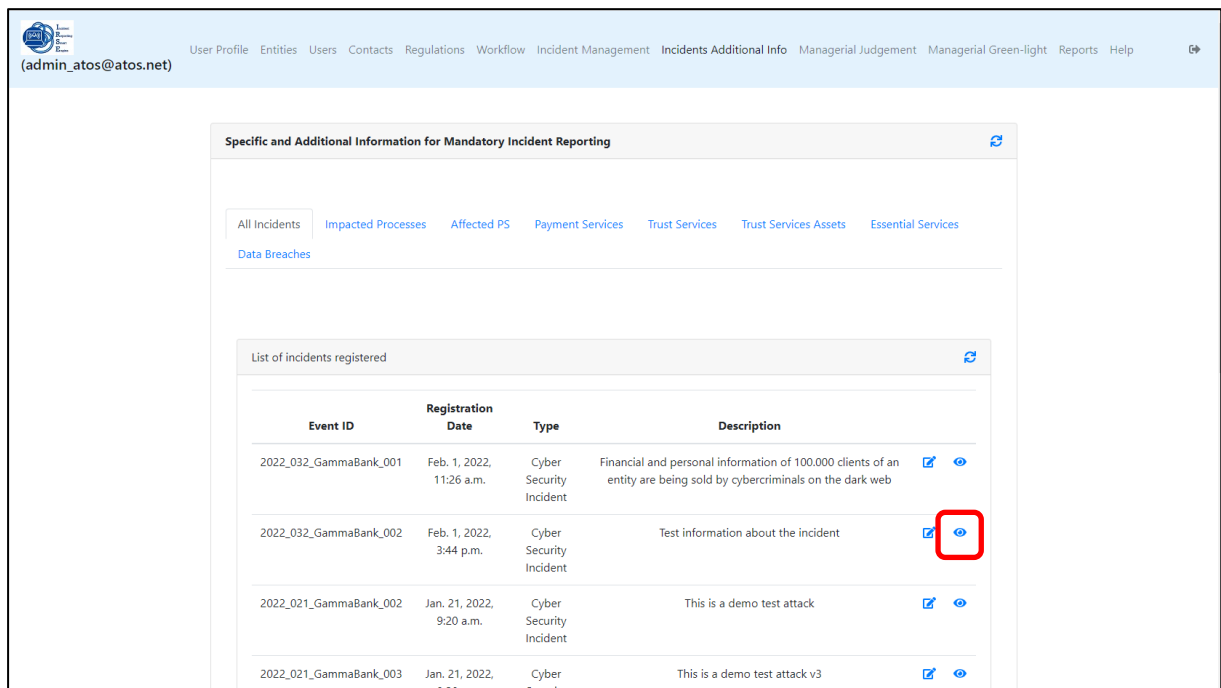 Incident
Reporting
Smart
Engine
(admin_atos@atos.net)
User Profile Entities Users Contacts Regulations Workflow Incident Management Incidents Additional Info Managerial Judgement Managerial Green-light Reports Help
Specific and Additional Information for Mandatory Incident Reporting
All Incidents Impacted Processes Affected PS Payment Services Trust Services Trust Services Assets Essential Services
Data Breaches
List of incidents registered
Event ID Registration Date Type Description
2022_032_GammaBank_001 Feb. 1, 2022, Cyber Financial and personal information of 100.000 clients of an
11:26 a.m. Security entity are being sold by cybercriminals on the dark web
Incident
2022_032_GammaBank_002 Feb. 1, 2022, Cyber Test information about the incident
3:44 p.m. Security
Incident
2022_021_GammaBank_002 Jan. 21, 2022, Cyber This is a demo test attack
9:20 a.m. Security
Incident
2022_021_GammaBank_003 Jan. 21, 2022, Cyber This is a demo test attack v3